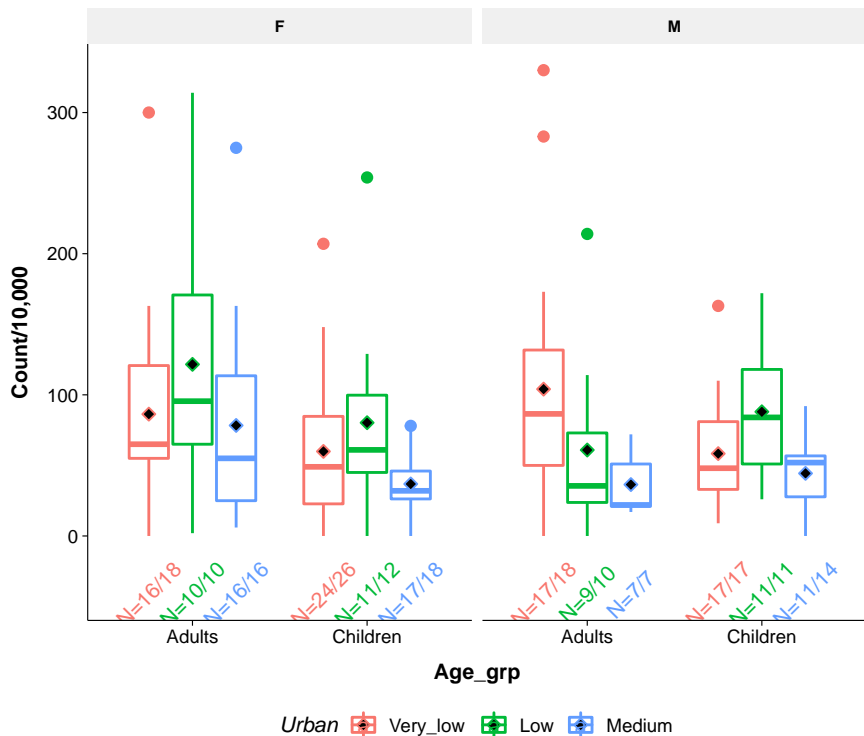 F
M
Count/10,000
300
200
100
0
N=16/18
N=10/10
N=16/16
N=24/26
N=11/12
N=17/18
N=17/18
N=9/10
N=7/7
N=17/17
N=11/11
N=11/14
Adults
Children
Adults
Children
Age_grp
Urban Very_low Low Medium